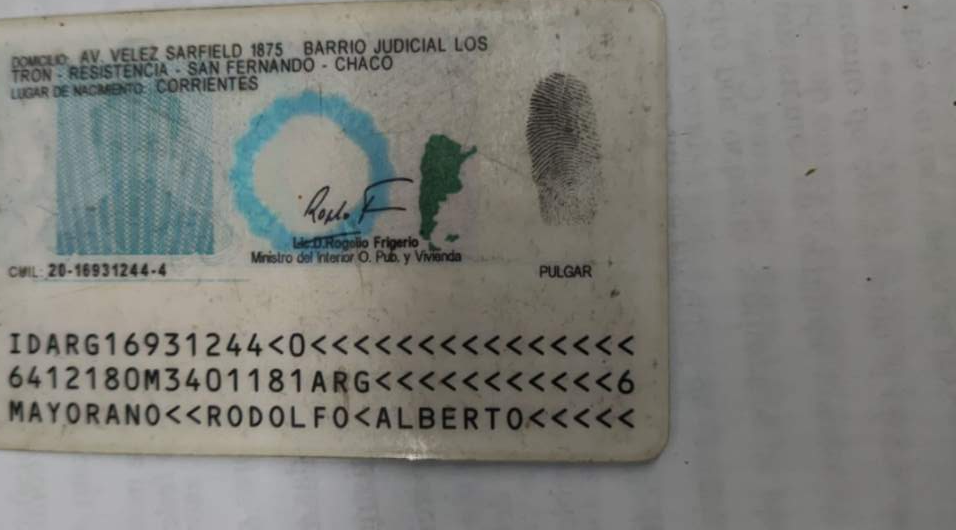 DOMICILIO: AV. VELEZ SARFIELD 1875 BARRIO JUDICIAL LOS
TRON - RESISTENCIA - SAN FERNANDO - CHACO
LUGAR DE NACIMIENTO: CORRIENTES
Lic.D.Rogelio Frigerio
Ministro del Interior O. Pub. y Vivienda
CUIL: 20-16931244-4
PULGAR
IDARG16931244<0<<<<<<<<<<<<<<<
6412180M3401181ARG<<<<<<<<<<<6
MAYORANO<<RODOLFO<ALBERTO<<<<<